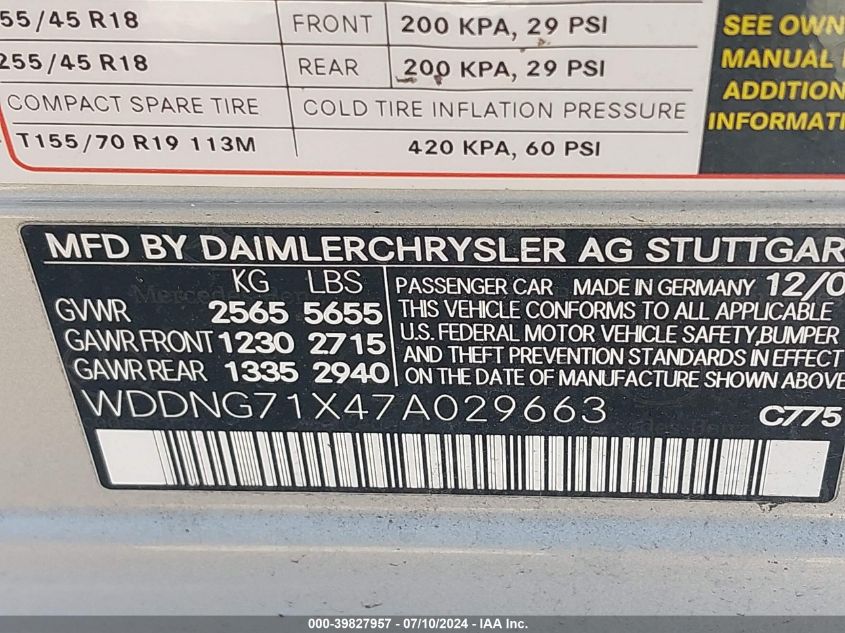 55/45 R18 FRONT 200 KPA, 29 PSI
255/45 R18 REAR 200 KPA, 29 PSI
COMPACT SPARE TIRE COLD TIRE INFLATION PRESSURE
T155/70 R19 113M 420 KPA, 60 PSI
SEE OWN
MANUAL
ADDITION
INFORMATI
MFD BY DAIMLERCHRYSLER AG STUTTGAR
KG LBS
GVWR 2565 5655
GAWR FRONT 1230 2715
GAWR REAR 1335 2940
PASSENGER CAR MADE IN GERMANY 12/0
THIS VEHICLE CONFORMS TO ALL APPLICABLE
U.S. FEDERAL MOTOR VEHICLE SAFETY, BUMPER
AND THEFT PREVENTION STANDARDS IN EFFECT
ON THE DATE OF MANUFACTURE SHOWN ABOVE
WDDNG71X47A029663 C775
000-39827957 - 07/10/2024 - IAA Inc.